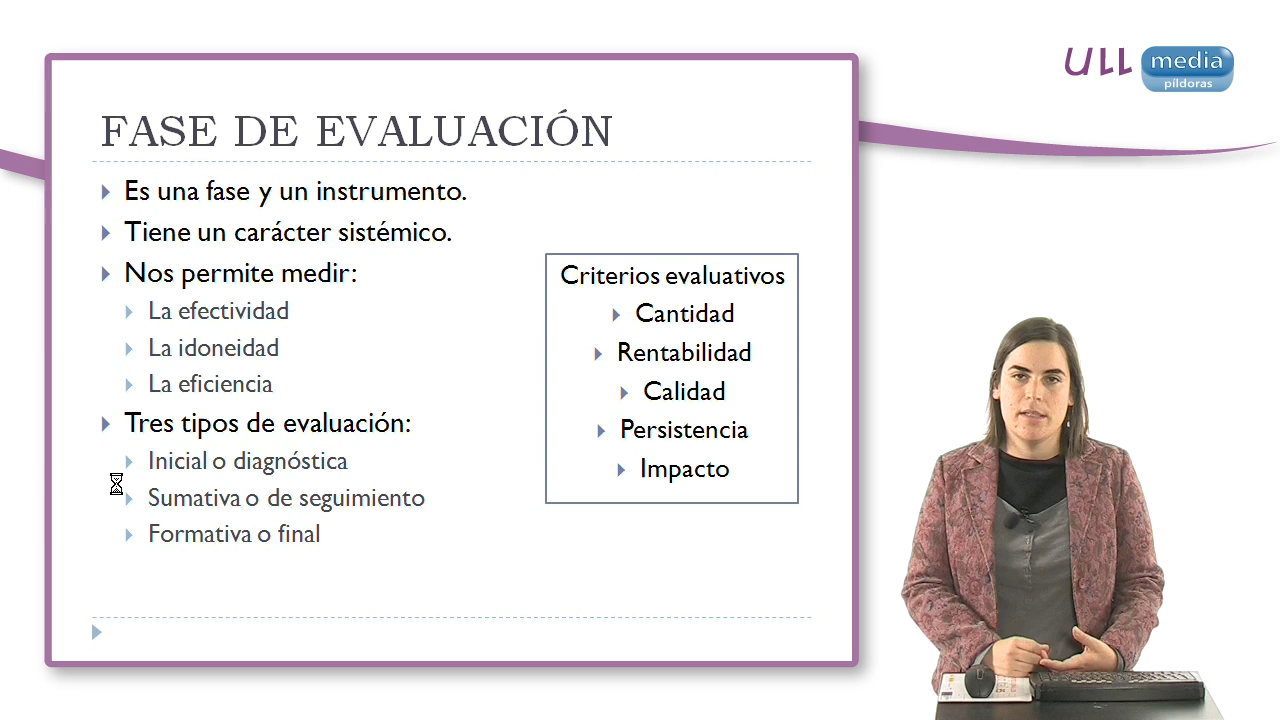 ULL media
píldoras
FASE DE EVALUACIÓN
Es una fase y un instrumento.
Tiene un carácter sistémico.
Nos permite medir:
La efectividad
La idoneidad
La eficiencia
Tres tipos de evaluación:
Inicial o diagnóstica
Sumativa o de seguimiento
Formativa o final
Criterios evaluativos
Cantidad
Rentabilidad
Calidad
Persistencia
Impacto